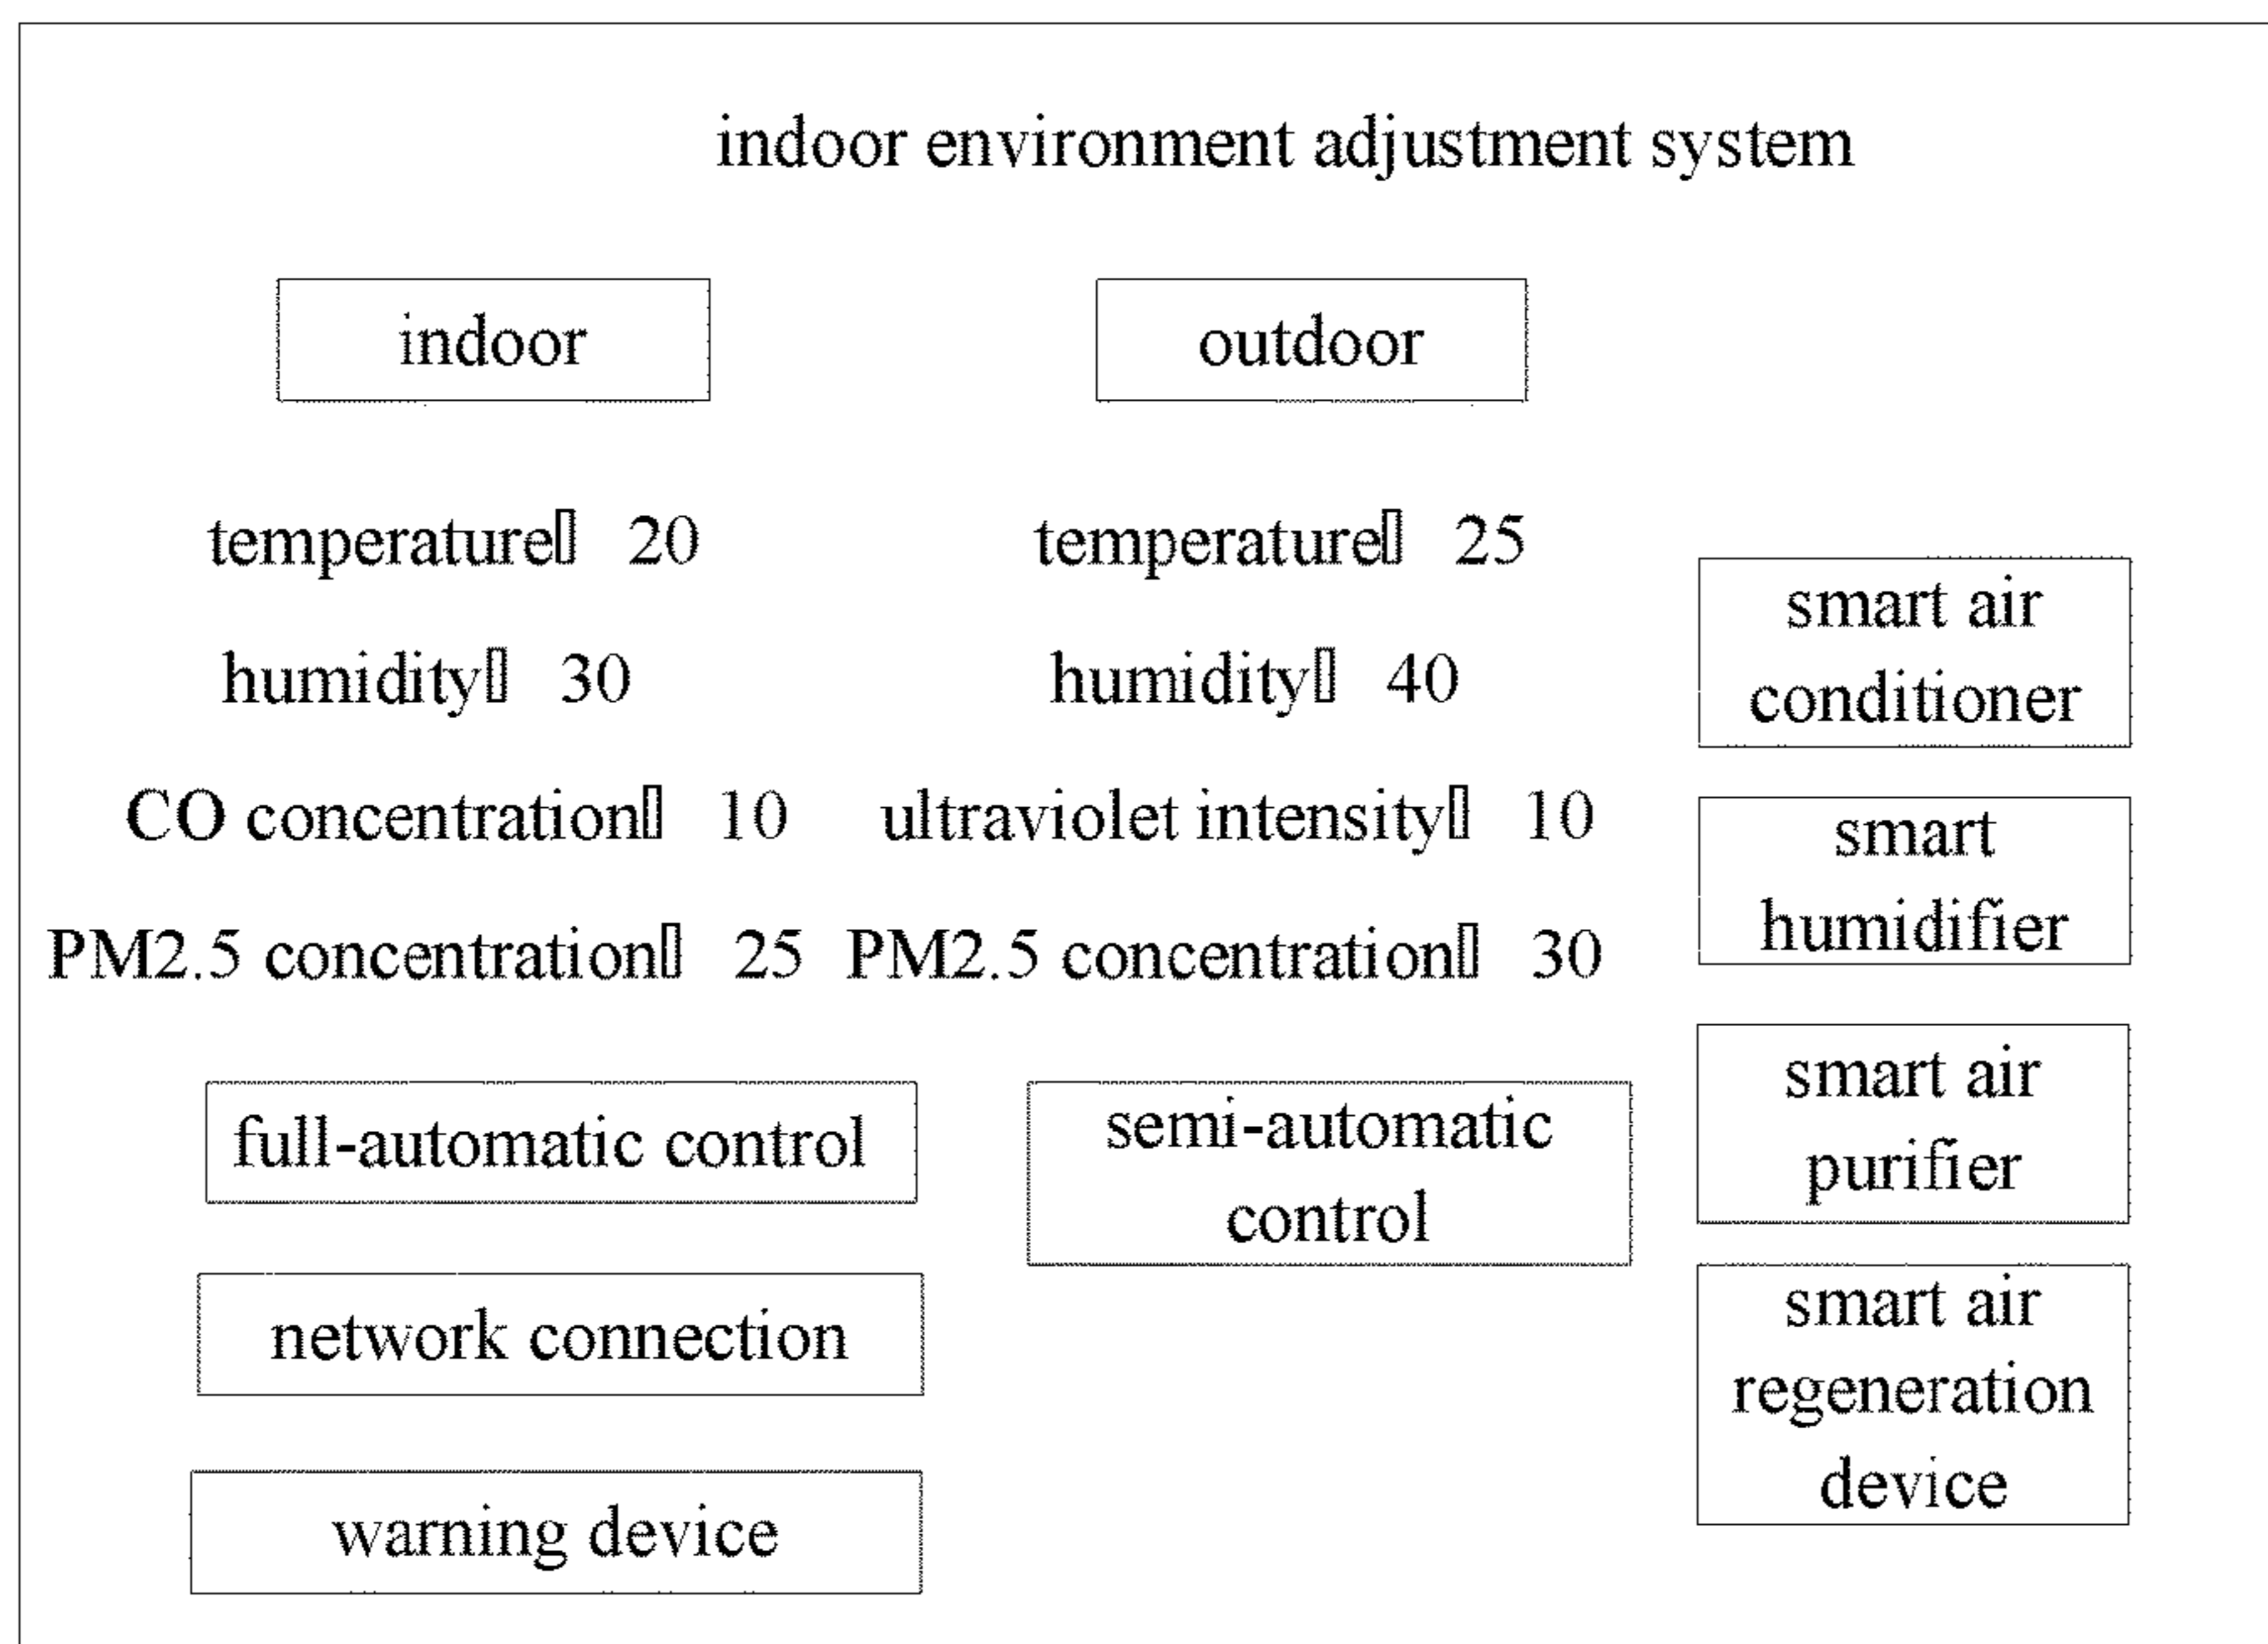 indoor environment adjustment system
indoor
outdoor
temperature▯ 20
temperature▯ 25
humidity▯ 30
humidity▯ 40
CO concentration▯ 10
ultraviolet intensity▯ 10
PM2.5 concentration▯ 25
PM2.5 concentration▯ 30
smart air
conditioner
smart
humidifier
smart air
purifier
smart air
regeneration
device
full-automatic control
semi-automatic
control
network connection
warning device